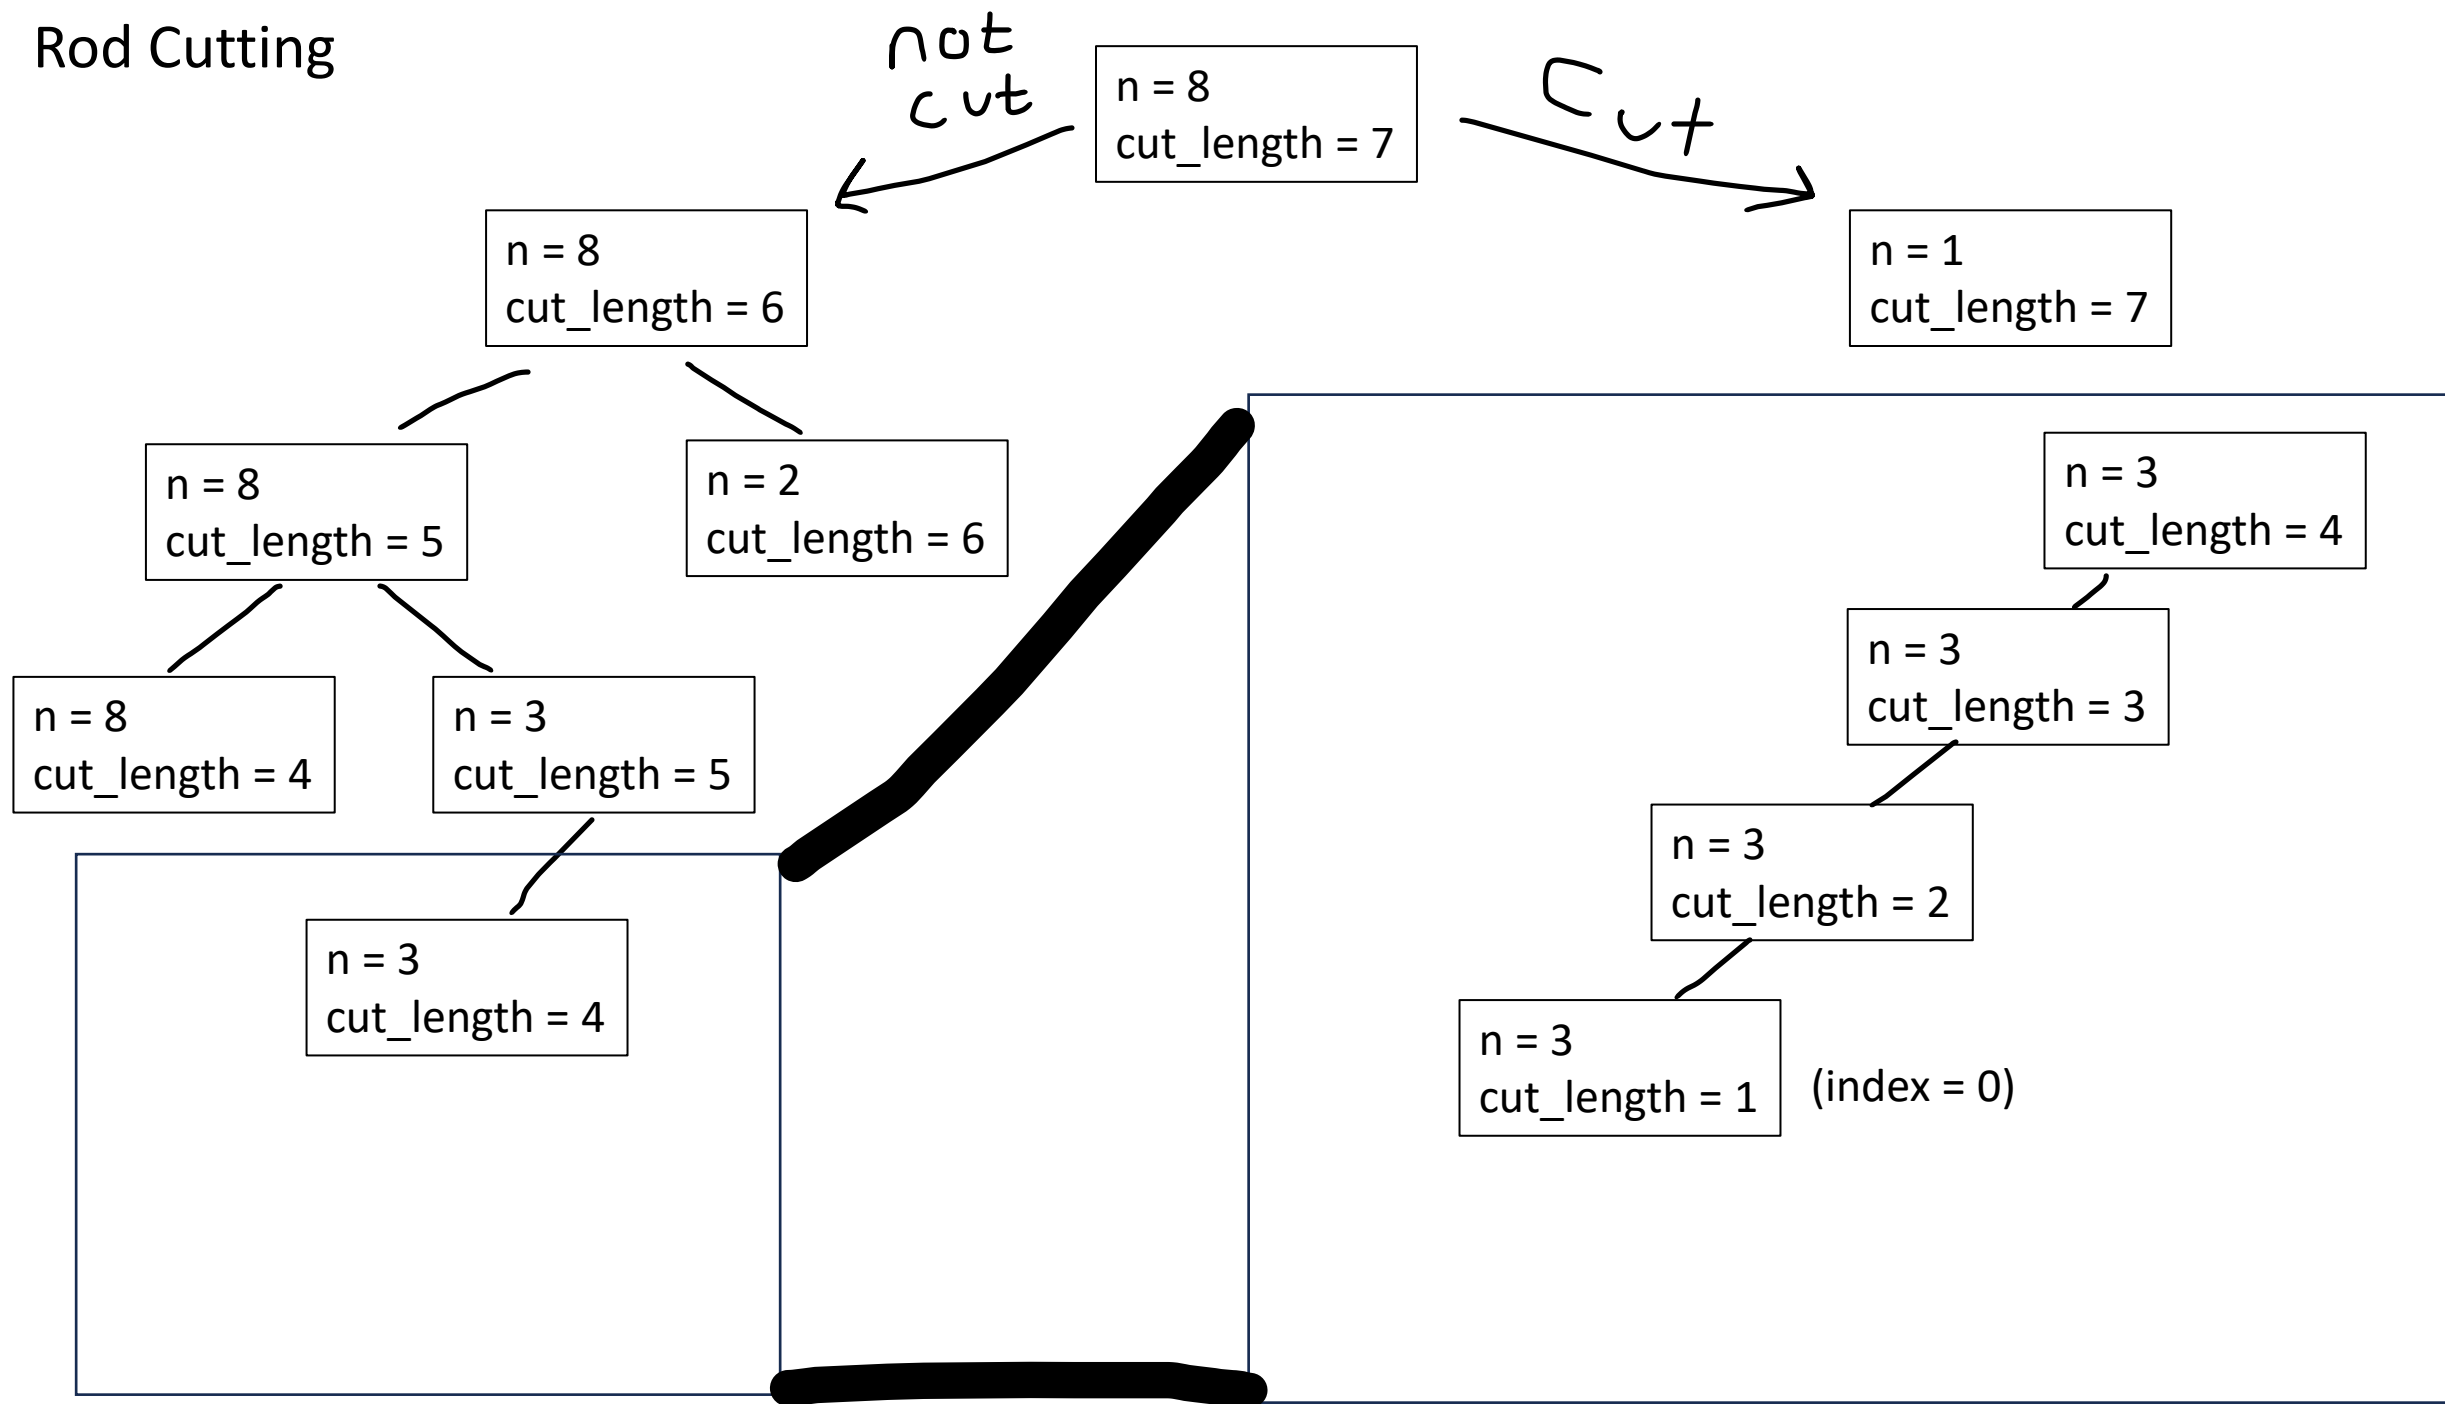 Rod Cutting
not
cut
n = 8
cut_length = 7
Cut
n = 8
cut_length = 6
n = 1
cut_length = 7
n = 8
cut_length = 5
n = 2
cut_length = 6
n = 8
cut_length = 4
n = 3
cut_length = 5
n = 3
cut_length = 4
n = 3
cut_length = 4
n = 3
cut_length = 3
n = 3
cut_length = 2
n = 3
cut_length = 1
(index = 0)